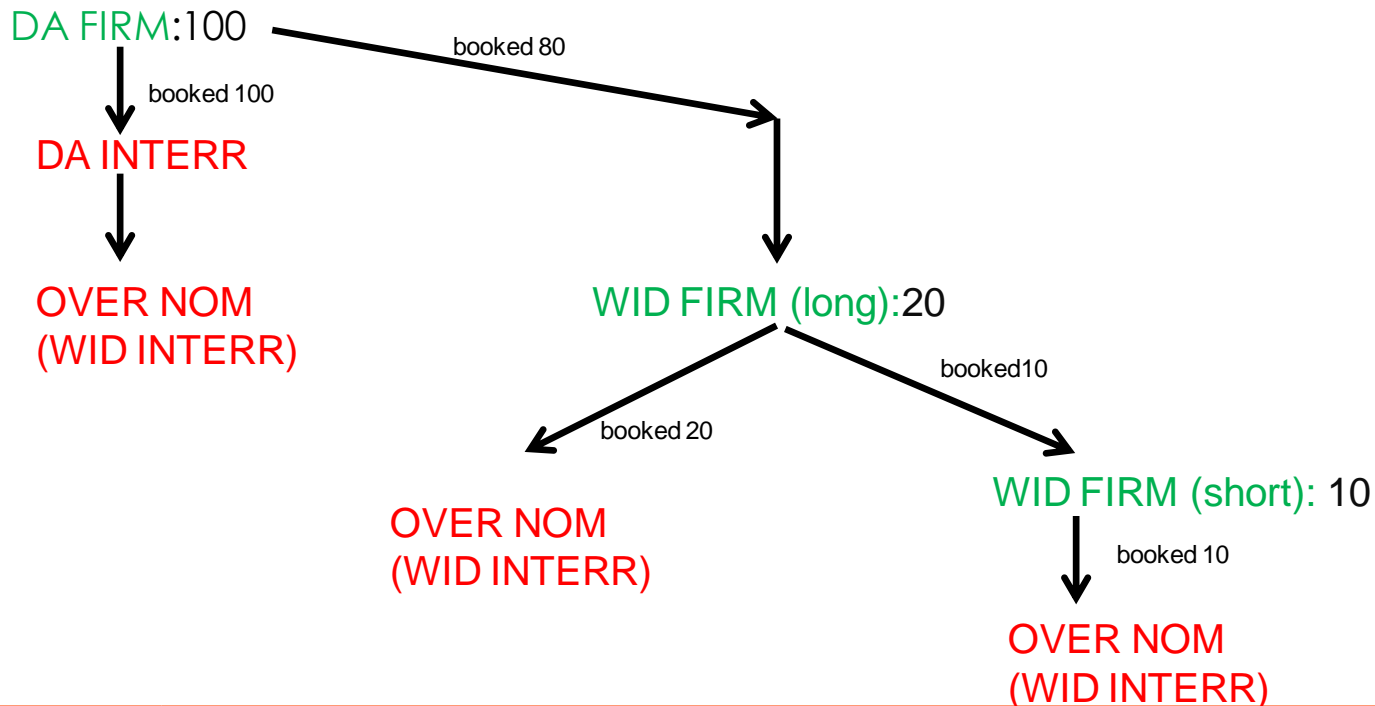 DA FIRM:100
booked 80
booked 100
DA INTERR
OVER NOM
(WID INTERR)
WID FIRM (long):20
booked10
booked 20
WID FIRM (short): 10
OVER NOM
(WID INTERR)
booked 10
OVER NOM
(WID INTERR)